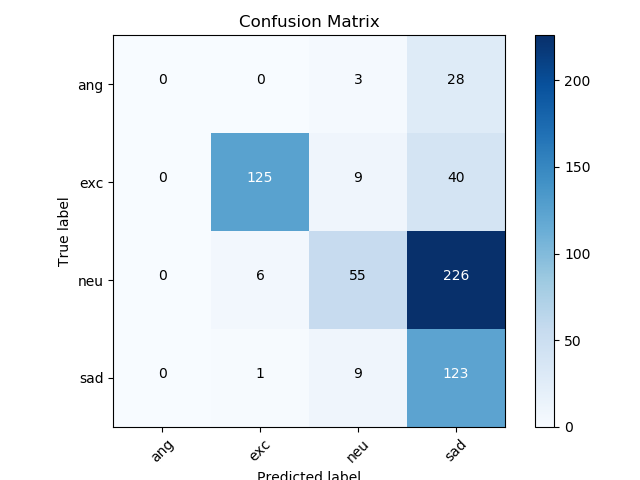 Confusion Matrix
ang 0 0 3 28
exc 0 125 9 40
neu 0 6 55 226
sad 0 1 9 123
ang exc neu sad
True label
Predicted label
200
150
100
50
0